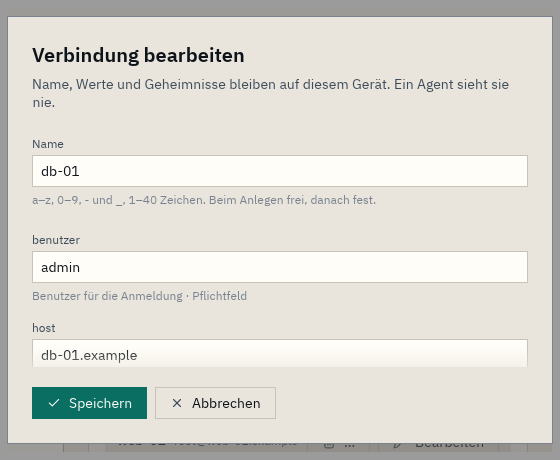 Verbindung bearbeiten
Name, Werte und Geheimnisse bleiben auf diesem Gerät. Ein Agent sieht sie
nie.
Name
db-01
a–z, 0–9, - und _, 1–40 Zeichen. Beim Anlegen frei, danach fest.
benutzer
admin
Benutzer für die Anmeldung · Pflichtfeld
host
db-01.example
Speichern
Abbrechen
Bearbeiten